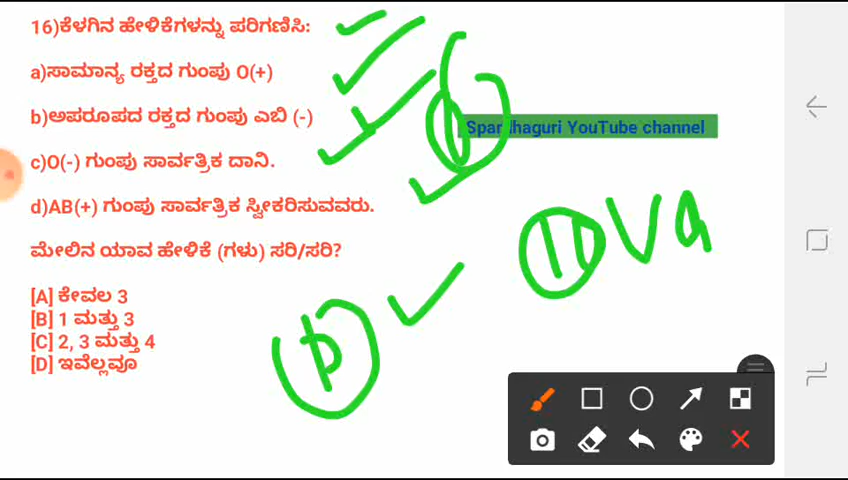 16)ಕೆಳಗಿನ ಹೇಳಿಕೆಗಳನ್ನು ಪರಿಗಣಿಸಿ:
a)ಸಾಮಾನ್ಯ ರಕ್ತದ ಗುಂಪು O(+)
b)ಅಪರೂಪದ ರಕ್ತದ ಗುಂಪು ಎಬಿ (-)
Spandhaguri YouTube channel
c)O(-) ಗುಂಪು ಸಾರ್ವತ್ರಿಕ ದಾನಿ.
d)AB(+) ಗುಂಪು ಸಾರ್ವತ್ರಿಕ ಸ್ವೀಕರಿಸುವವರು.
ಮೇಲಿನ ಯಾವ ಹೇಳಿಕೆ (ಗಳು) ಸರಿ/ಸರಿ?
[A] ಕೇವಲ 3
[B] 1 ಮತ್ತು 3
[C] 2, 3 ಮತ್ತು 4
[D] ಇವೆಲ್ಲವೂ
D